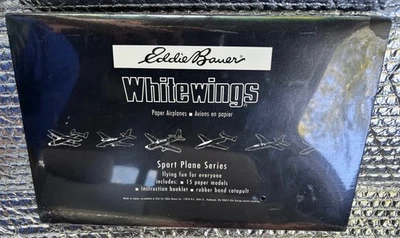 Eddie Bauer®
Whitewings
Paper Airplanes ■ Avions en papier
Sport Plane Series
flying fun for everyone
includes: ■ 15 paper models
■ instruction booklet ■ rubber band catapult